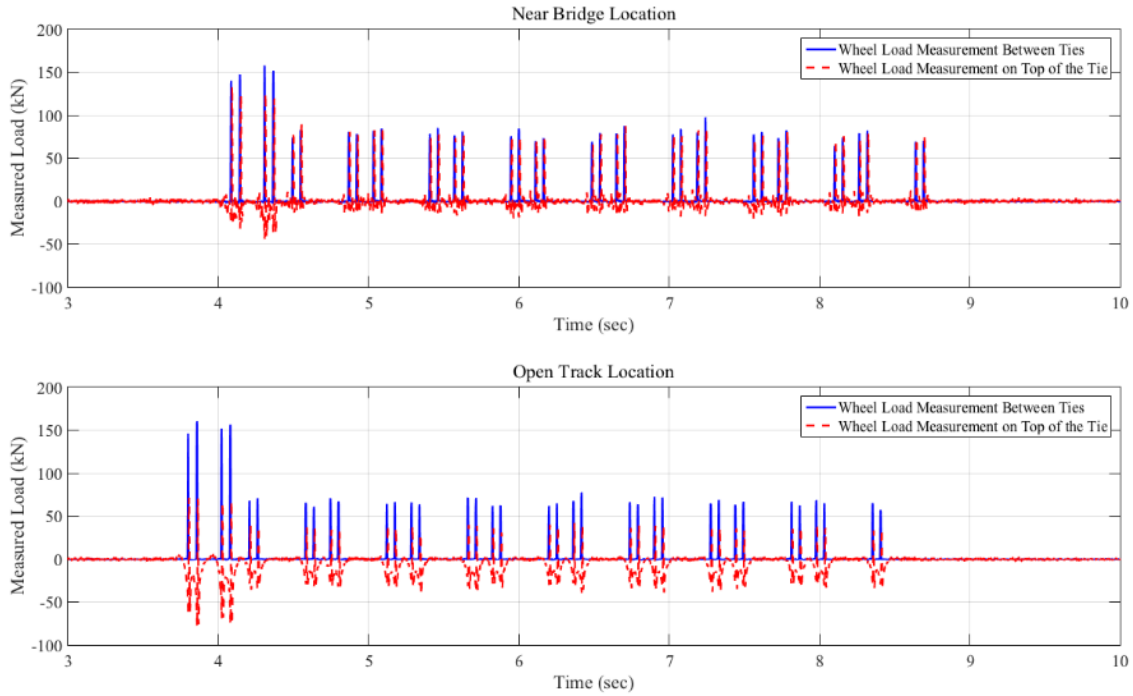 Near Bridge Location
200
150
100
50
0
-50
-100
Measured Load (kN)
Wheel Load Measurement Between Ties
Wheel Load Measurement on Top of the Tie
3 4 5 6 7 8 9 10
Time (sec)
Open Track Location
200
150
100
50
0
-50
-100
Measured Load (kN)
Wheel Load Measurement Between Ties
Wheel Load Measurement on Top of the Tie
3 4 5 6 7 8 9 10
Time (sec)